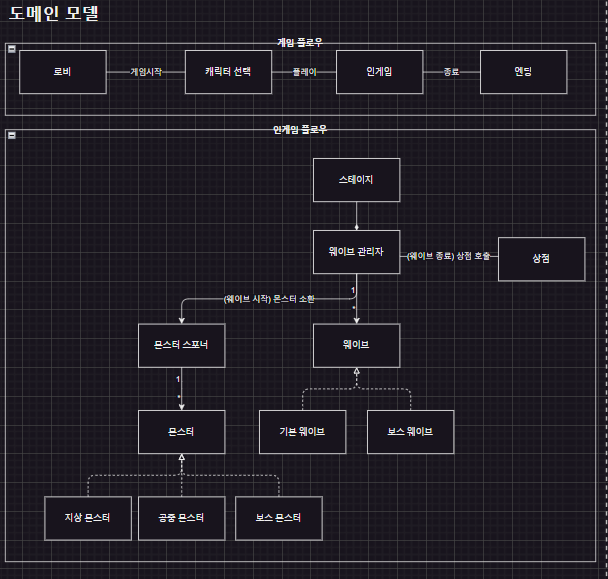 도메인 모델
게임 플로우
로비
게임시작
캐릭터 선택
플레이
인게임
종료
엔딩
인게임 플로우
스테이지
웨이브 관리자
(웨이브 종료) 상점 호출
상점
1
*
(웨이브 시작) 몬스터 소환
몬스터 스포너
웨이브
1
*
몬스터
기본 웨이브
보스 웨이브
지상 몬스터
공중 몬스터
보스 몬스터